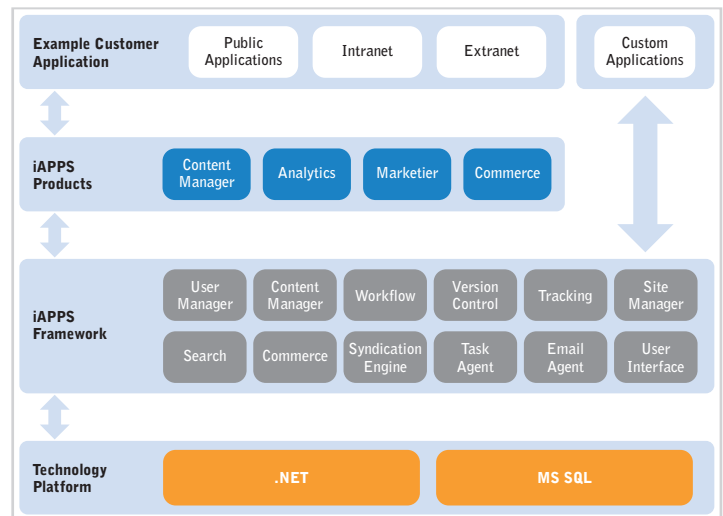 Example Customer
Application
Public
Applications
Intranet
Extranet
Custom
Applications
iAPPS
Products
Content
Manager
Analytics
Marketier
Commerce
iAPPS
Framework
User
Manager
Content
Manager
Workflow
Version
Control
Tracking
Site
Manager
Search
Commerce
Syndication
Engine
Task
Agent
Email
Agent
User
Interface
Technology
Platform
.NET
MS SQL